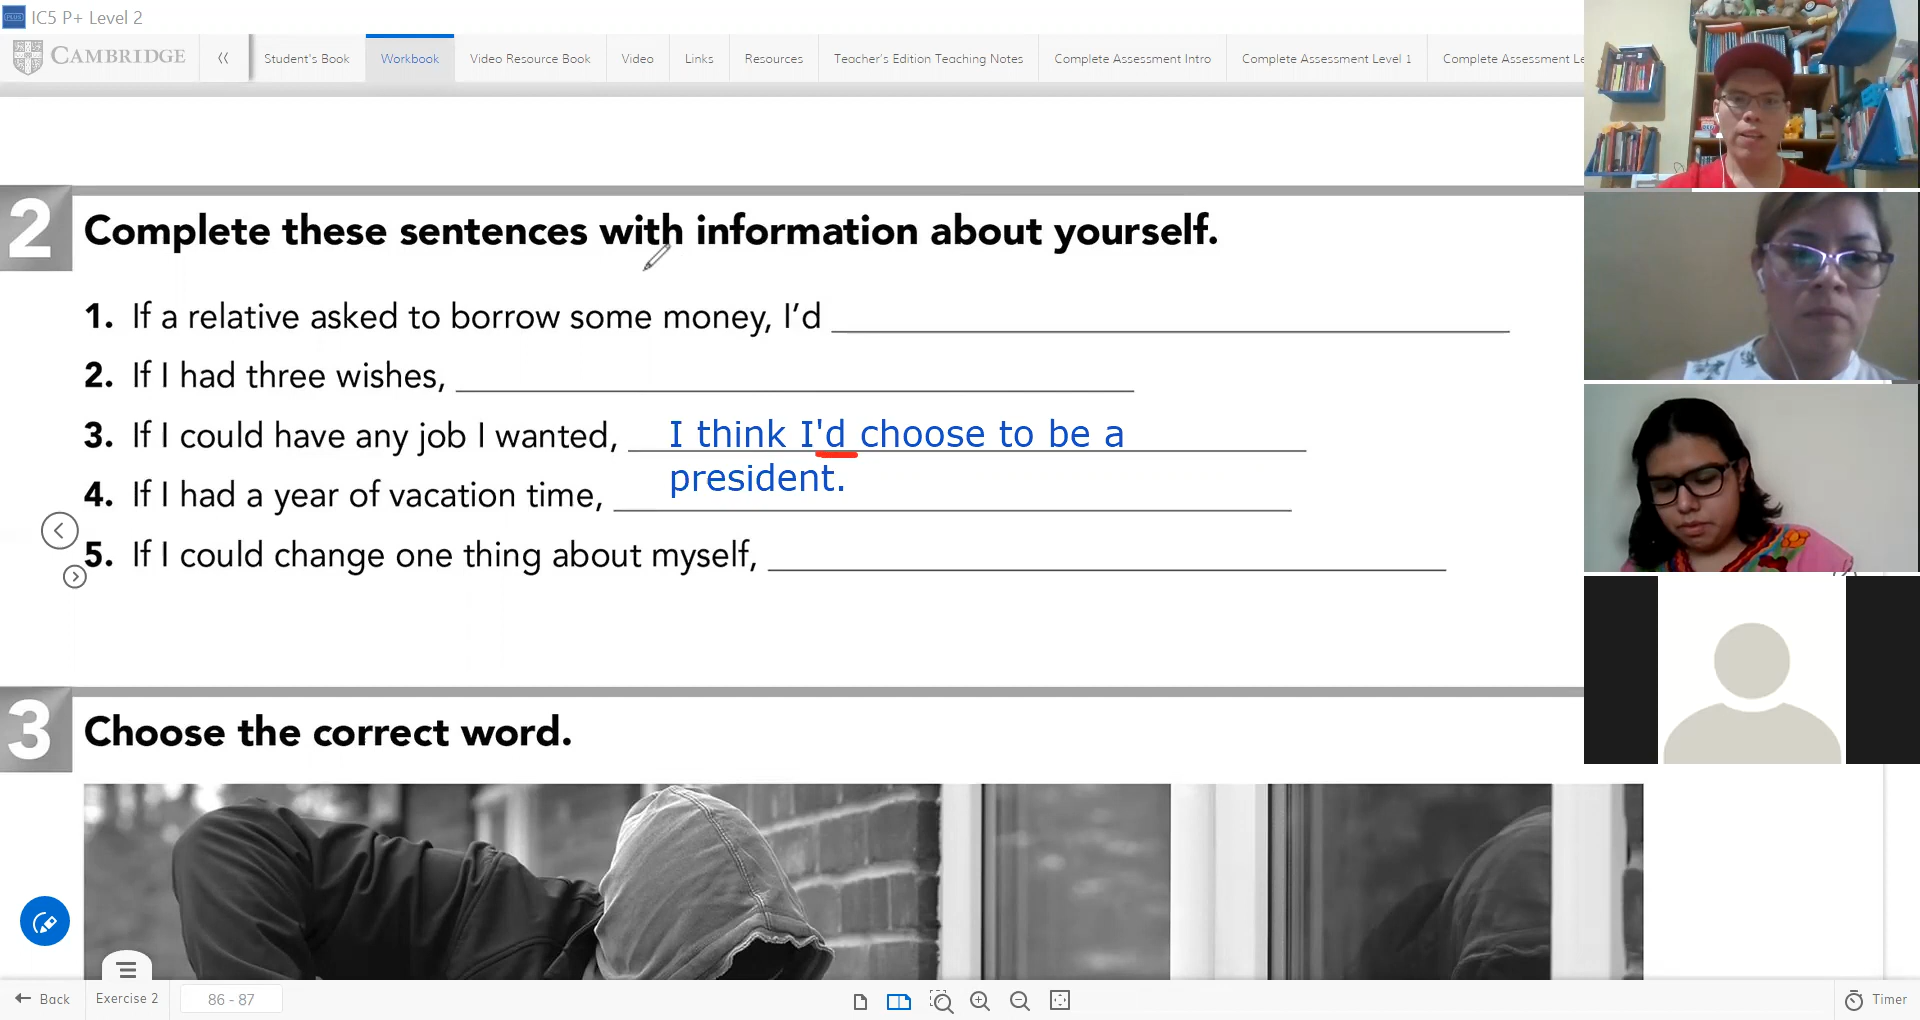 IC5 P+ Level 2
CAMBRIDGE
Student's Book
Workbook
Video Resource Book
Video
Links
Resources
Teacher's Edition Teaching Notes
Complete Assessment Intro
Complete Assessment Level 1
Complete Assessment Le
2 Complete these sentences with information about yourself.
1. If a relative asked to borrow some money, I'd
2. If I had three wishes,
3. If I could have any job I wanted, I think I'd choose to be a
president.
4. If I had a year of vacation time,
5. If I could change one thing about myself,
3 Choose the correct word.
Back
Exercise 2
86 - 87
Timer